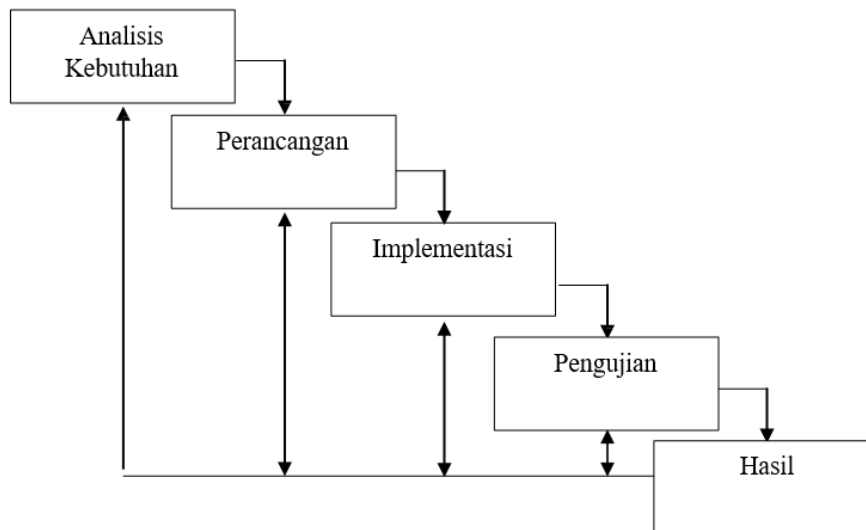 Analisis
Kebutuhan
Perancangan
Implementasi
Pengujian
Hasil